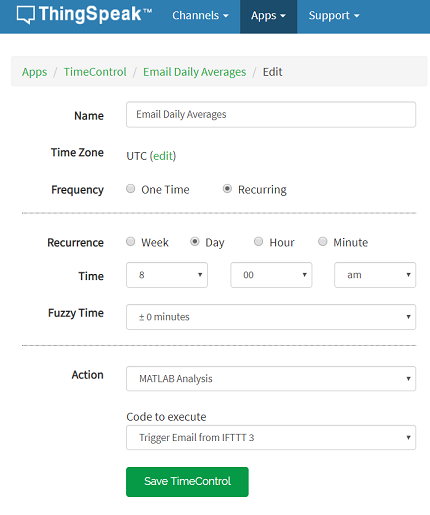 ThingSpeak™ Channels Apps Support
Apps / TimeControl / Email Daily Averages / Edit
Name Email Daily Averages
Time Zone UTC (edit)
Frequency One Time Recurring
Recurrence Week Day Hour Minute
Time 8 00 am
Fuzzy Time ± 0 minutes
Action MATLAB Analysis
Code to execute
Trigger Email from IFTTT 3
Save TimeControl